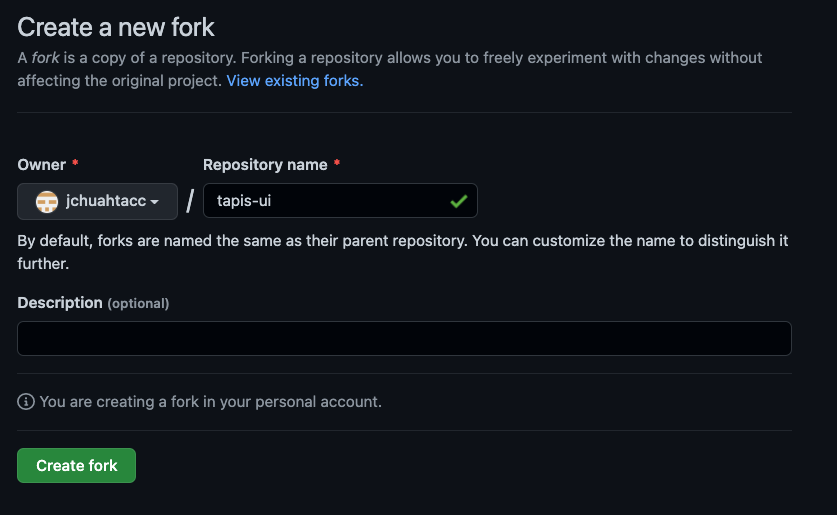 Create a new fork
A fork is a copy of a repository. Forking a repository allows you to freely experiment with changes without
affecting the original project. View existing forks.
Owner * Repository name *
jchuahtacc / tapis-ui
By default, forks are named the same as their parent repository. You can customize the name to distinguish it
further.
Description (optional)
You are creating a fork in your personal account.
Create fork